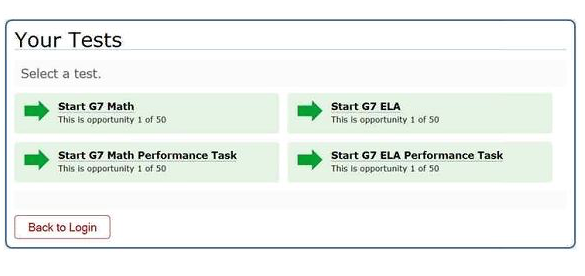 Your Tests
Select a test.
Start G7 Math
This is opportunity 1 of 50
Start G7 ELA
This is opportunity 1 of 50
Start G7 Math Performance Task
This is opportunity 1 of 50
Start G7 ELA Performance Task
This is opportunity 1 of 50
Back to Login